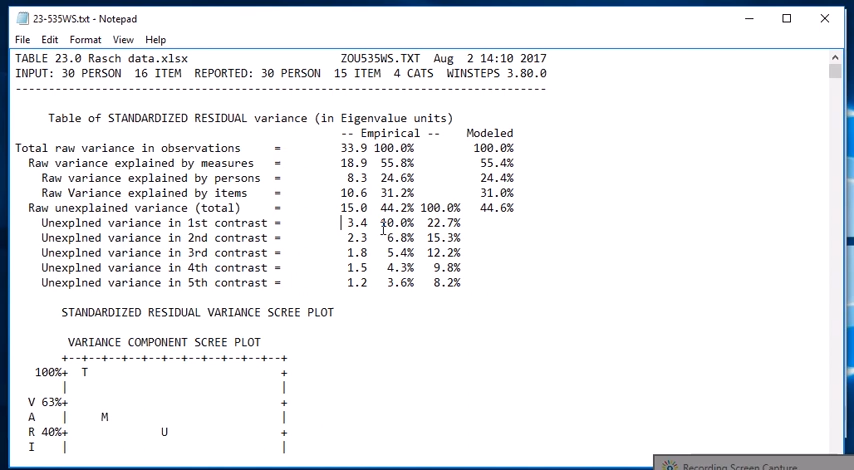 23-535WS.txt - Notepad
File Edit Format View Help
TABLE 23.0 Rasch data.xlsx ZOU535WS.TXT Aug 2 14:10 2017
INPUT: 30 PERSON 16 ITEM REPORTED: 30 PERSON 15 ITEM 4 CATS WINSTEPS 3.80.0
--------------------------------------------------------------------------------
Table of STANDARDIZED RESIDUAL variance (in Eigenvalue units)
-- Empirical -- Modeled
Total raw variance in observations = 33.9 100.0% 100.0%
Raw variance explained by measures = 18.9 55.8% 55.4%
Raw variance explained by persons = 8.3 24.6% 24.4%
Raw Variance explained by items = 10.6 31.2% 31.0%
Raw unexplained variance (total) = 15.0 44.2% 100.0% 44.6%
Unexplned variance in 1st contrast = 3.4 10.0% 22.7%
Unexplned variance in 2nd contrast = 2.3 6.8% 15.3%
Unexplned variance in 3rd contrast = 1.8 5.4% 12.2%
Unexplned variance in 4th contrast = 1.5 4.3% 9.8%
Unexplned variance in 5th contrast = 1.2 3.6% 8.2%
STANDARDIZED RESIDUAL VARIANCE SCREE PLOT
VARIANCE COMPONENT SCREE PLOT
+--+--+--+--+--+--+--+--+--+--+--+
100%+ T +
| |
V 63%+ +
A | M |
R 40%+ U +
I | |
Recording Screen Capture